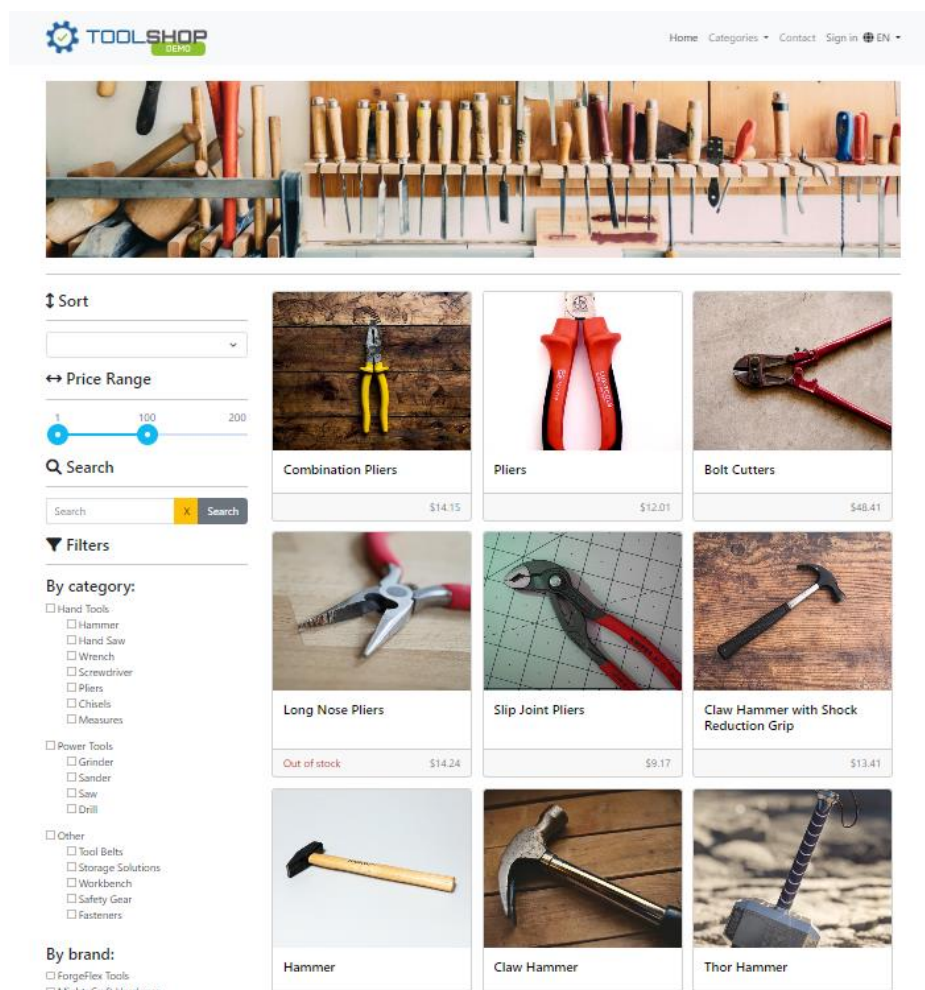 TOOLSHOP
DEMO
Home Categories Contact Sign in EN
Sort
Price Range
1 100 200
Search
Search X Search
Filters
By category:
Hand Tools
Hammer
Hand Saw
Wrench
Screwdriver
Pliers
Chisels
Measures
Power Tools
Grinder
Sander
Saw
Drill
Other
Tool Belts
Storage Solutions
Workbench
Safety Gear
Fasteners
By brand:
ForgeFlex Tools
Combination Pliers
$14.15
Pliers
$12.01
Bolt Cutters
$48.41
Long Nose Pliers
Out of stock $14.24
Slip Joint Pliers
$9.17
Claw Hammer with Shock
Reduction Grip
$13.41
Hammer
Claw Hammer
Thor Hammer